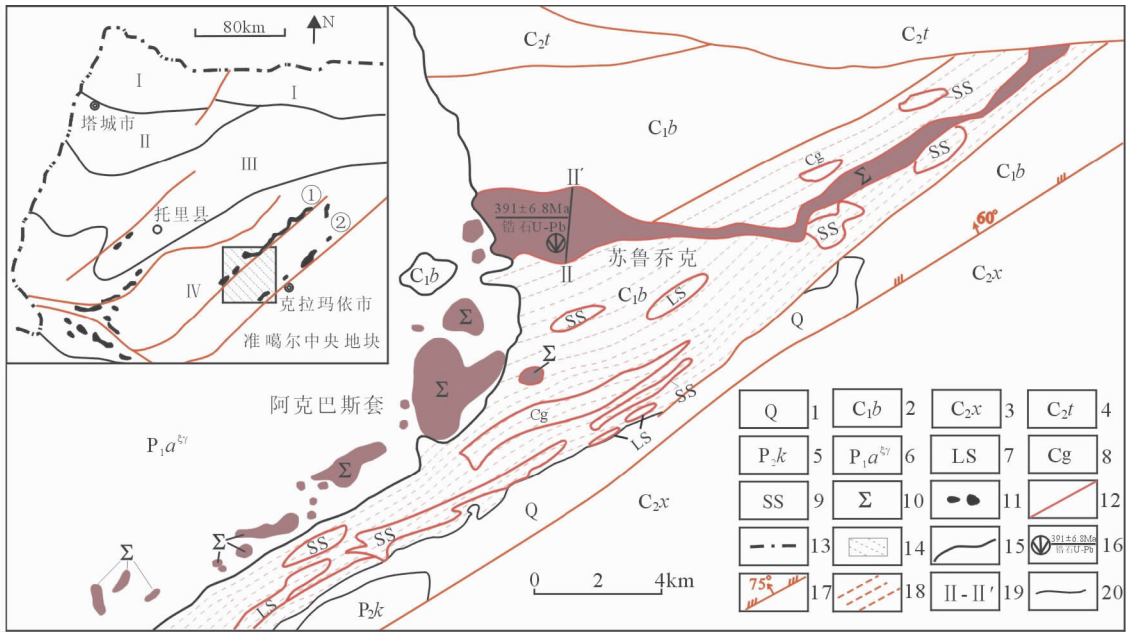 80km
N
I
I
塔城市
II
III
①
托里县
②
IV
克拉玛依市
准噶尔中央地块
C₂t
C₂t
SS
C₁b
Cg
SS
Σ
C₁b
II′
391±6.8Ma
锆石U-Pb
SS
60°
II
苏鲁乔克
C₁b
C₁b
LS
C₂x
SS
Q
Σ
Σ
Σ
SS
阿克巴斯套
Cg
LS
P₁aξγ
Σ
C₂x
Q
Σ
SS
SS
Σ
LS
P₂k
0 2 4km
Q 1 C₁b 2 C₂x 3 C₂t 4
P₂k 5 P₁aξγ 6 LS 7 Cg 8
SS 9 Σ 10 11 12
13 14 15 391±6.8Ma 锆石U-Pb 16
75° 17 18 II-II′ 19 20